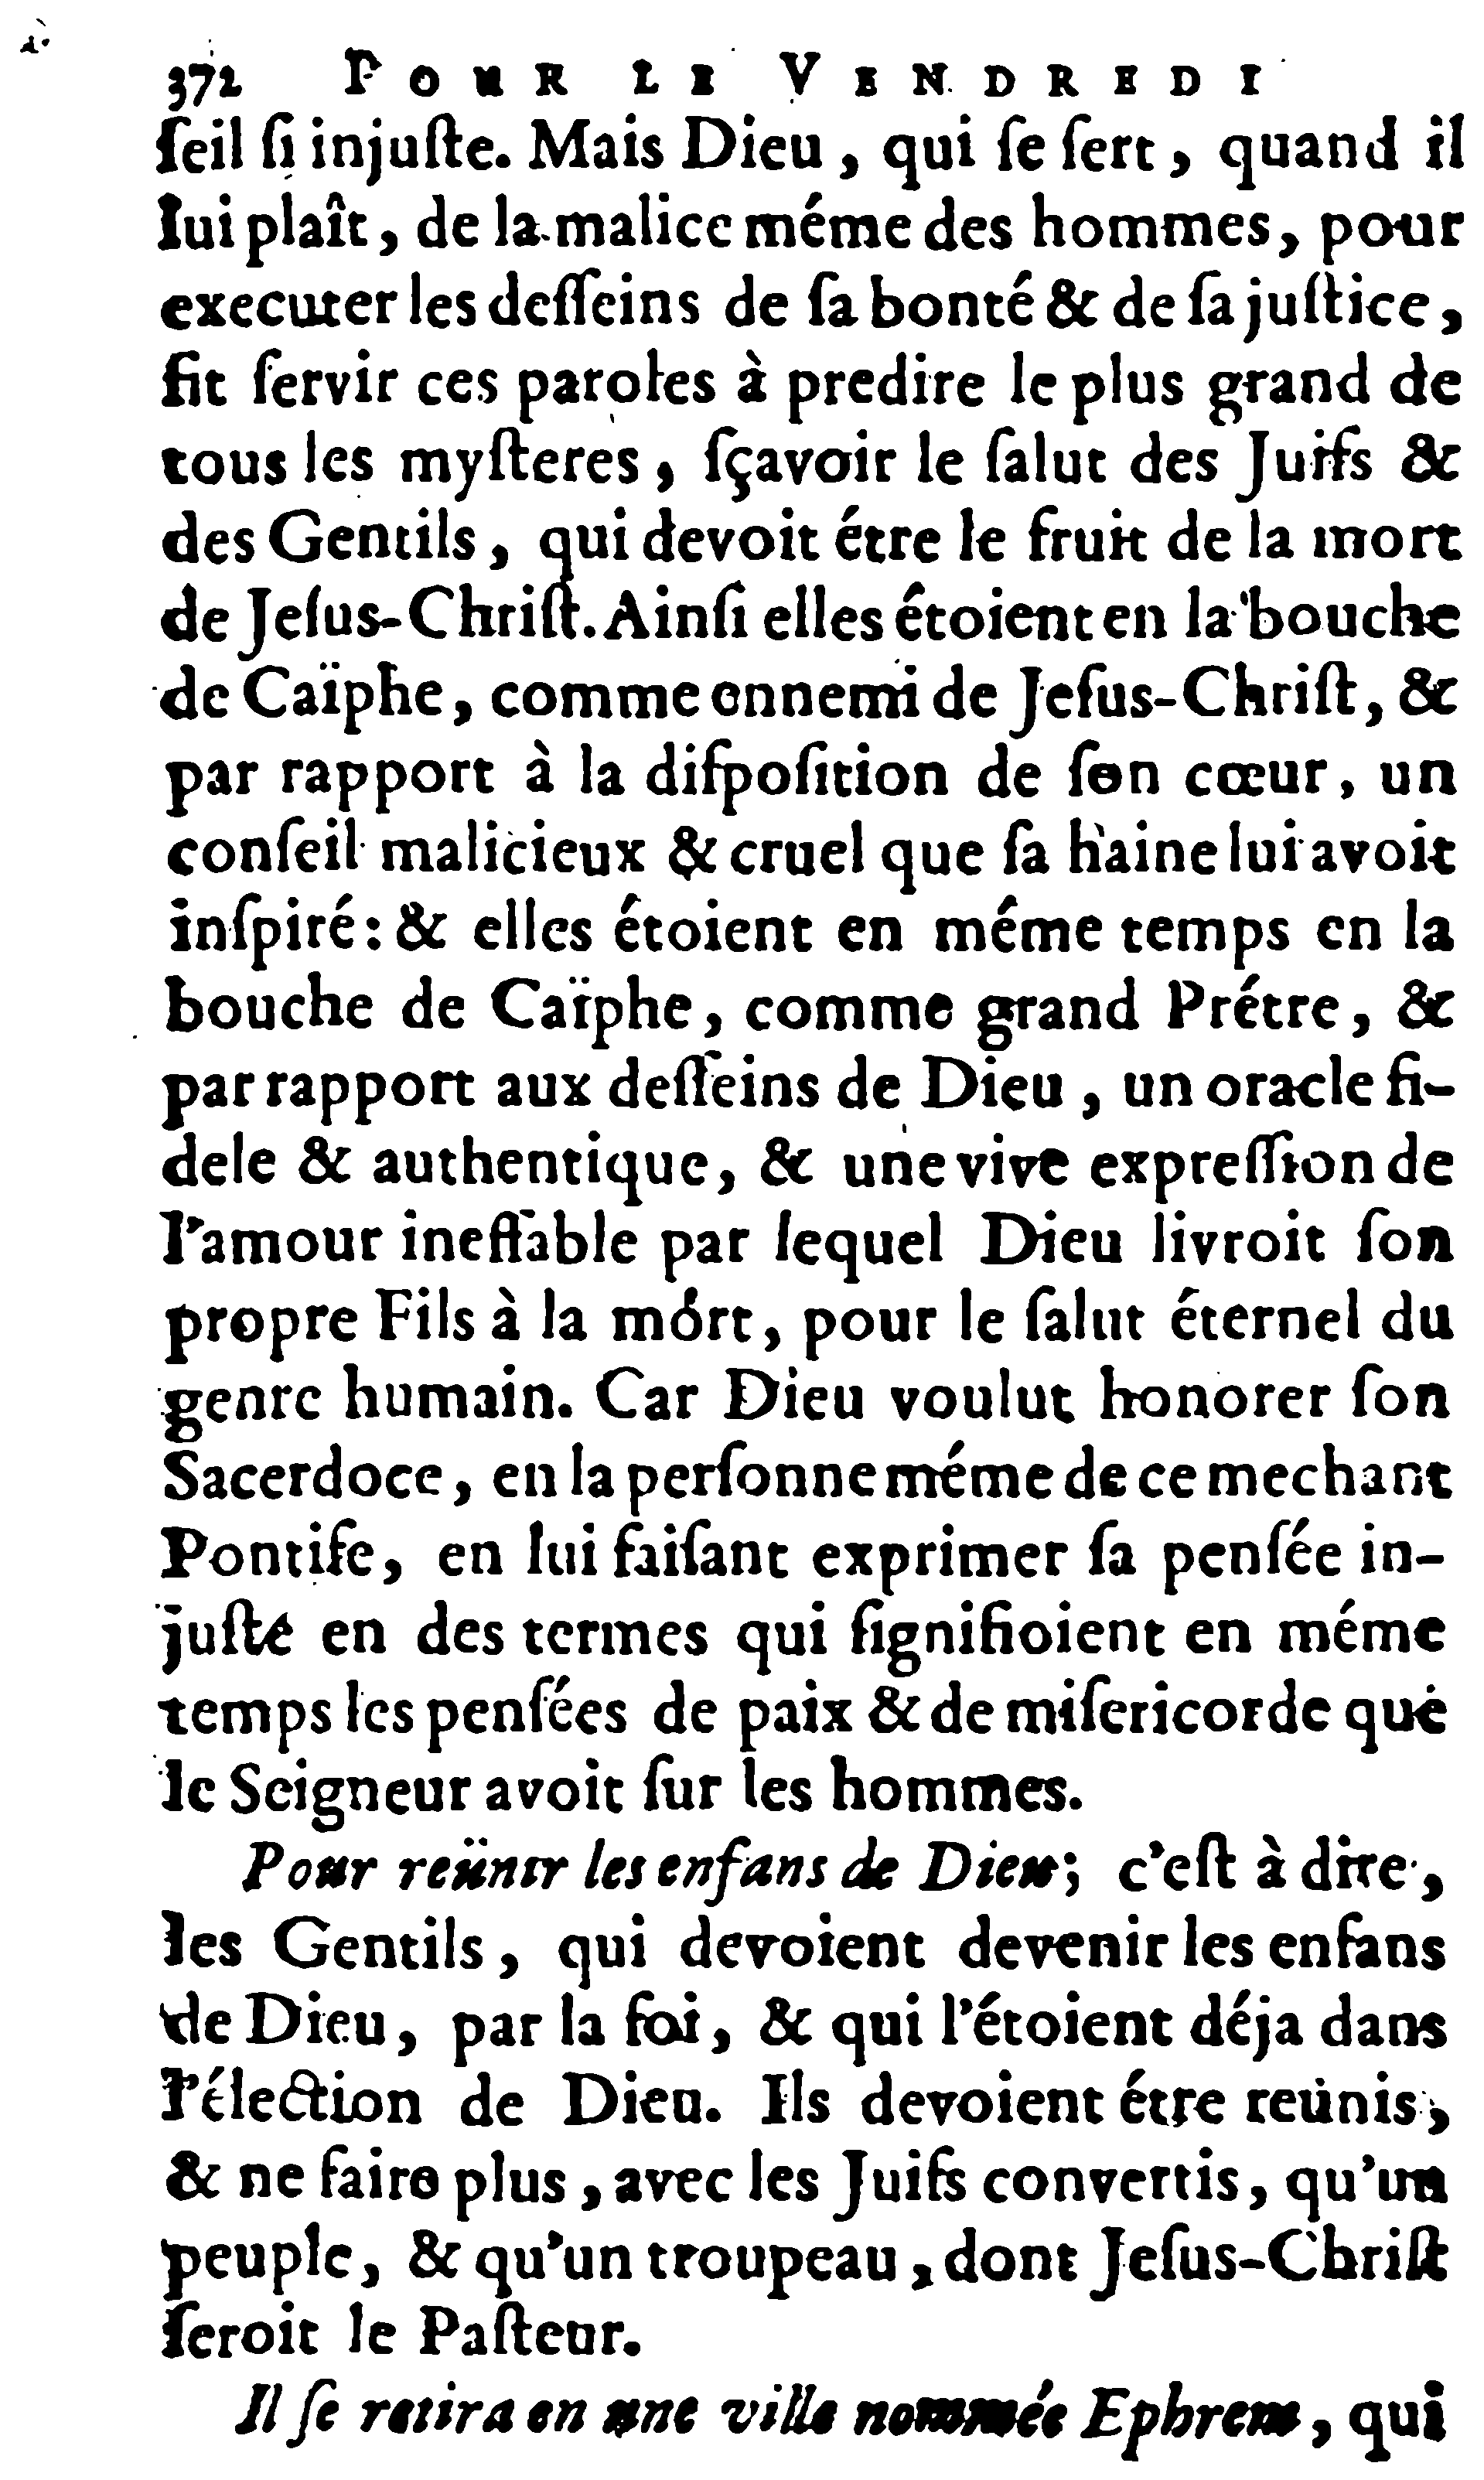 372 POUR LE VENDREDI
ſeil ſi injuſte. Mais Dieu, qui ſe ſert, quand il
lui plaît, de la malice méme des hommes, pour
executer les deſſeins de ſa bonté & de ſa juſtice,
fit ſervir ces paroles à predire le plus grand de
tous les myſteres, ſçavoir le ſalut des Juifs &
des Gentils, qui devoit étre le fruit de la mort
de Jeſus-Chriſt. Ainſi elles étoient en la bouche
de Caïphe, comme ennemi de Jeſus-Chriſt, &
par rapport à la diſpoſition de ſon cœur, un
conſeil malicieux & cruel que ſa haine lui avoit
inſpiré: & elles étoient en méme temps en la
bouche de Caïphe, comme grand Prétre, &
par rapport aux deſſeins de Dieu, un oracle fi-
dele & authentique, & une vive expreſſion de
l'amour ineffable par lequel Dieu livroit ſon
propre Fils à la mórt, pour le ſalut éternel du
genre humain. Car Dieu voulut honorer ſon
Sacerdoce, en la perſonne méme de ce mechant
Pontife, en lui faiſant exprimer ſa penſée in-
juſte en des termes qui ſignifioient en méme
temps les penſées de paix & de miſericorde que
le Seigneur avoit ſur les hommes.
Pour reünir les enfans de Dieu; c'eſt à dire,
les Gentils, qui devoient devenir les enfans
de Dieu, par la foi, & qui l'étoient déja dans
l'élection de Dieu. Ils devoient étre reünis,
& ne faire plus, avec les Juifs convertis, qu'un
peuple, & qu'un troupeau, dont Jeſus-Chriſt
ſeroit le Paſteur.
Il ſe retira en une ville nommée Ephrem, qui